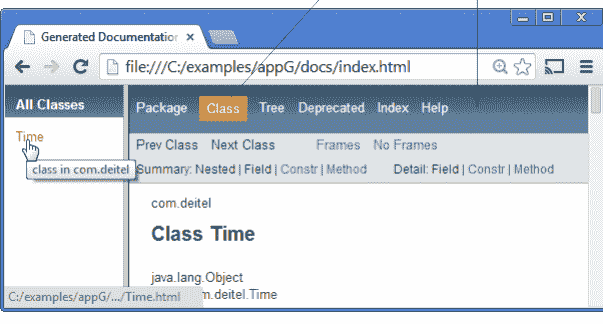 Generated Documentation
file:///C:/examples/appG/docs/index.html
All Classes
Time
class in com.deitel
Package Class Tree Deprecated Index Help
Prev Class Next Class Frames No Frames
Summary: Nested | Field | Constr | Method Detail: Field | Constr | Method
com.deitel
Class Time
java.lang.Object
m.deitel.Time
C:/examples/appG/.../Time.html